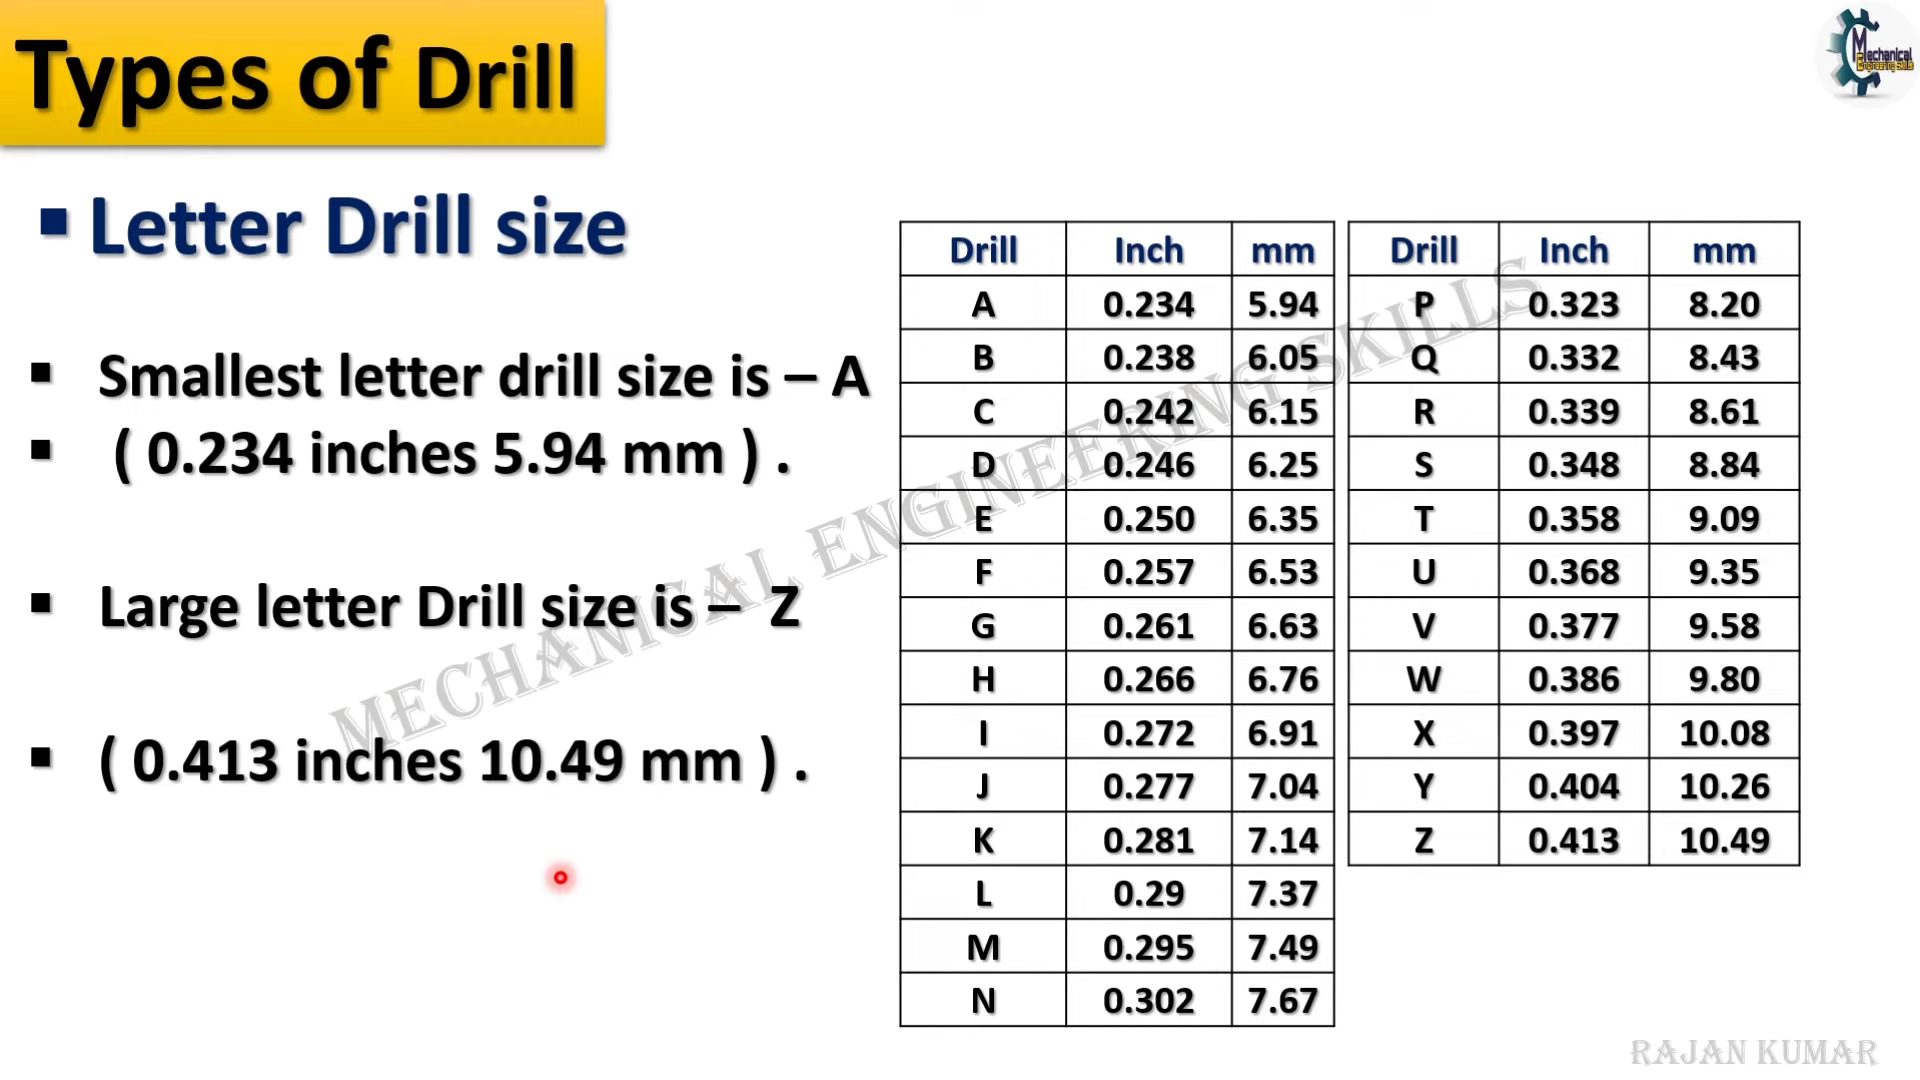 Types of Drill
Mechanical
Engineering Skills
▪ Letter Drill size
▪ Smallest letter drill size is – A
▪ ( 0.234 inches 5.94 mm ) .
▪ Large letter Drill size is – Z
▪ ( 0.413 inches 10.49 mm ) .
Drill Inch mm
A 0.234 5.94
B 0.238 6.05
C 0.242 6.15
D 0.246 6.25
E 0.250 6.35
F 0.257 6.53
G 0.261 6.63
H 0.266 6.76
I 0.272 6.91
J 0.277 7.04
K 0.281 7.14
L 0.29 7.37
M 0.295 7.49
N 0.302 7.67
Drill Inch mm
P 0.323 8.20
Q 0.332 8.43
R 0.339 8.61
S 0.348 8.84
T 0.358 9.09
U 0.368 9.35
V 0.377 9.58
W 0.386 9.80
X 0.397 10.08
Y 0.404 10.26
Z 0.413 10.49
MECHANICAL ENGINEERING SKILLS
RAJAN KUMAR